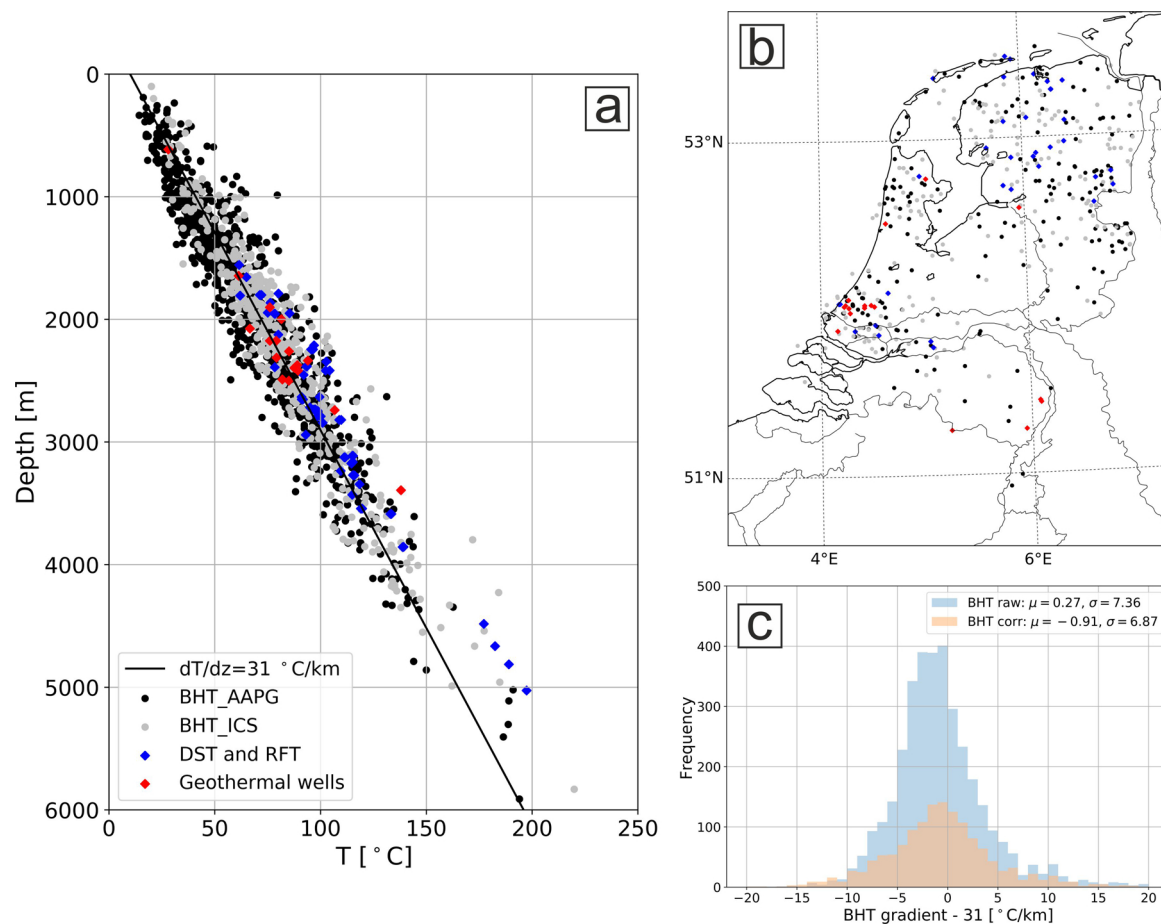 a
0
1000
2000
3000
4000
5000
6000
Depth [m]
0
50
100
150
200
250
T [°C]
dT/dz=31 °C/km
BHT_AAPG
BHT_ICS
DST and RFT
Geothermal wells
b
53°N
51°N
4°E
6°E
c
500
400
300
200
100
0
Frequency
BHT raw: μ = 0.27, σ = 7.36
BHT corr: μ = −0.91, σ = 6.87
−20
−15
−10
−5
0
5
10
15
20
BHT gradient - 31 [°C/km]